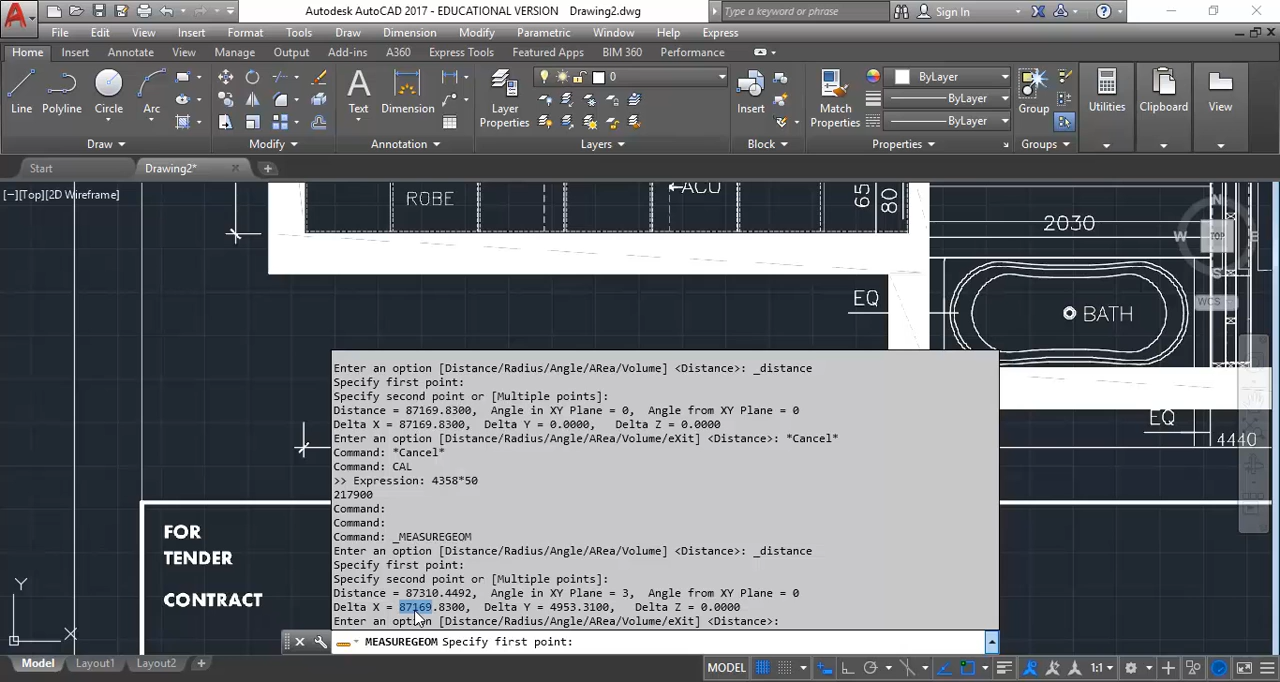 Autodesk AutoCAD 2017 - EDUCATIONAL VERSION Drawing2.dwg
Type a keyword or phrase
Sign In
File Edit View Insert Format Tools Draw Dimension Modify Parametric Window Help Express
Home Insert Annotate View Manage Output Add-ins A360 Express Tools Featured Apps BIM 360 Performance
Line Polyline Circle Arc
Text Dimension
Layer Properties
0
Insert
Match Properties
ByLayer
ByLayer
ByLayer
Group
Utilities
Clipboard
View
Draw Modify Annotation Layers Block Properties Groups
Start Drawing2*
[−][Top][2D Wireframe]
ROBE
ACU
65
80
2030
N
W TOP E
S
WCS
EQ
BATH
EQ
4440
FOR
TENDER
CONTRACT
Y
X
Enter an option [Distance/Radius/Angle/ARea/Volume] <Distance>: _distance
Specify first point:
Specify second point or [Multiple points]:
Distance = 87169.8300, Angle in XY Plane = 0, Angle from XY Plane = 0
Delta X = 87169.8300, Delta Y = 0.0000, Delta Z = 0.0000
Enter an option [Distance/Radius/Angle/ARea/Volume/eXit] <Distance>: *Cancel*
Command: *Cancel*
Command: CAL
>> Expression: 4358*50
217900
Command:
Command:
Command: _MEASUREGEOM
Enter an option [Distance/Radius/Angle/ARea/Volume] <Distance>: _distance
Specify first point:
Specify second point or [Multiple points]:
Distance = 87310.4492, Angle in XY Plane = 3, Angle from XY Plane = 0
Delta X = 87169.8300, Delta Y = 4953.3100, Delta Z = 0.0000
Enter an option [Distance/Radius/Angle/ARea/Volume/eXit] <Distance>:
MEASUREGEOM Specify first point:
Model Layout1 Layout2
MODEL
1:1